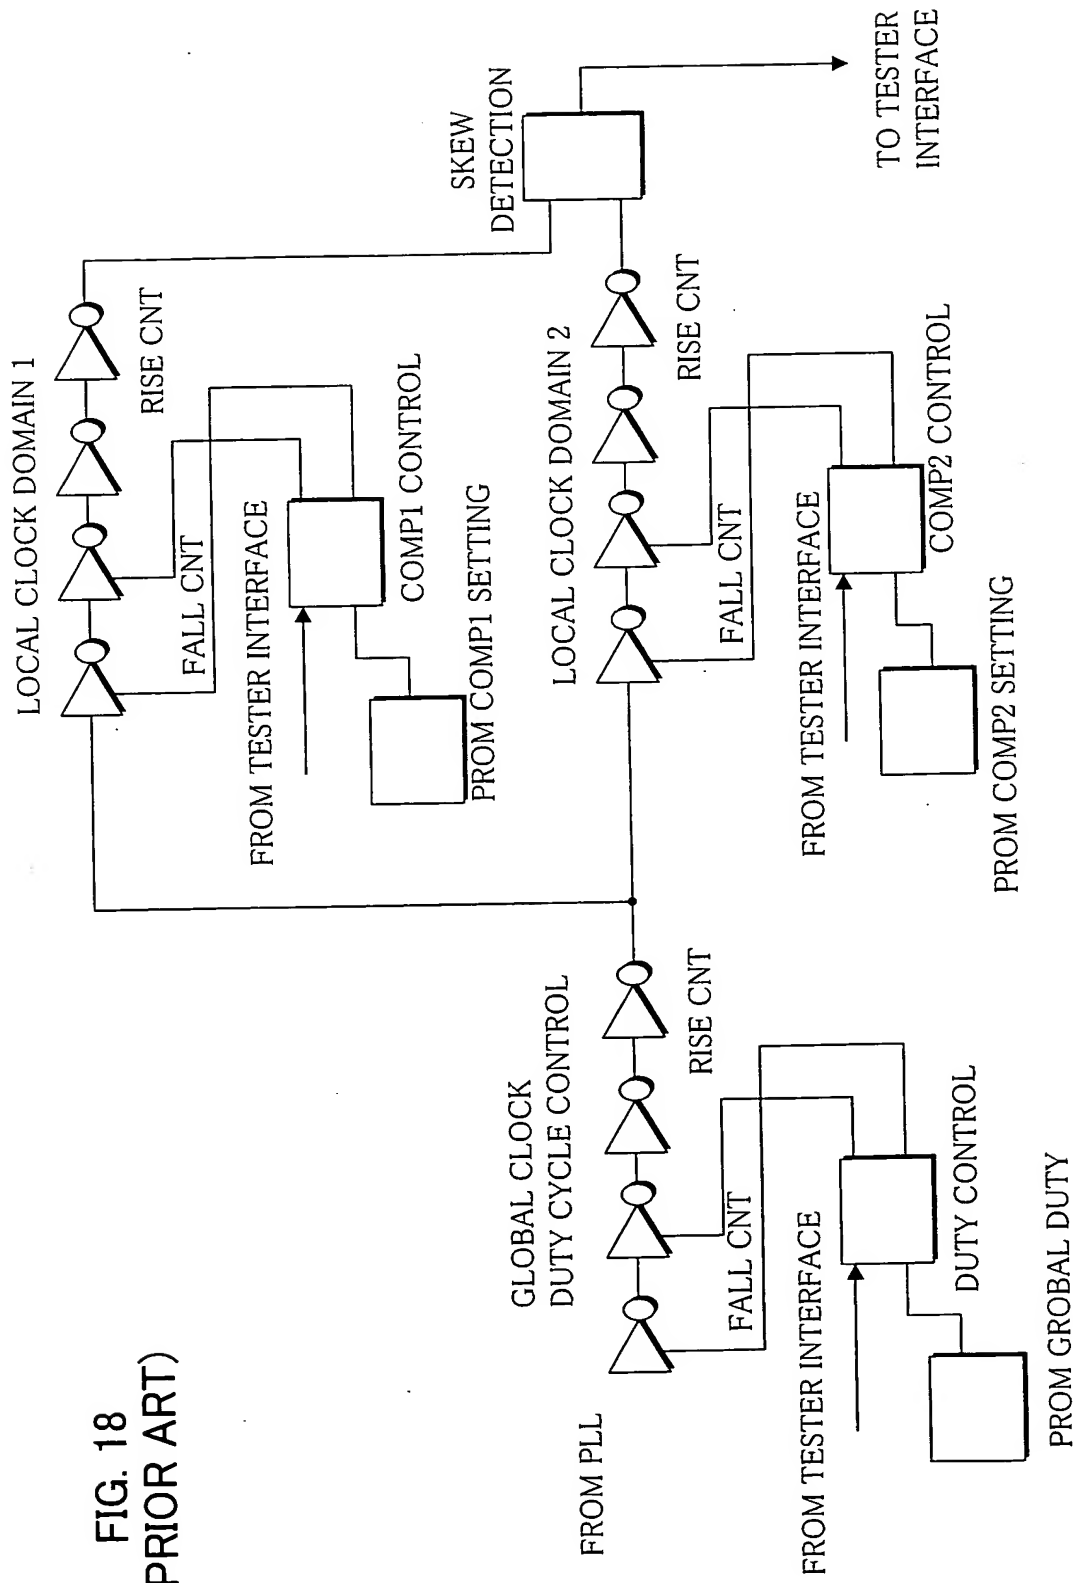 FIG. 18
PRIOR ART)
LOCAL CLOCK DOMAIN 1
RISE CNT
FALL CNT
FROM TESTER INTERFACE
COMP1 CONTROL
PROM COMP1 SETTING
SKEW
DETECTION
TO TESTER
INTERFACE
GLOBAL CLOCK
DUTY CYCLE CONTROL
FROM PLL
RISE CNT
FALL CNT
FROM TESTER INTERFACE
DUTY CONTROL
PROM GROBAL DUTY
LOCAL CLOCK DOMAIN 2
RISE CNT
FALL CNT
FROM TESTER INTERFACE
COMP2 CONTROL
PROM COMP2 SETTING